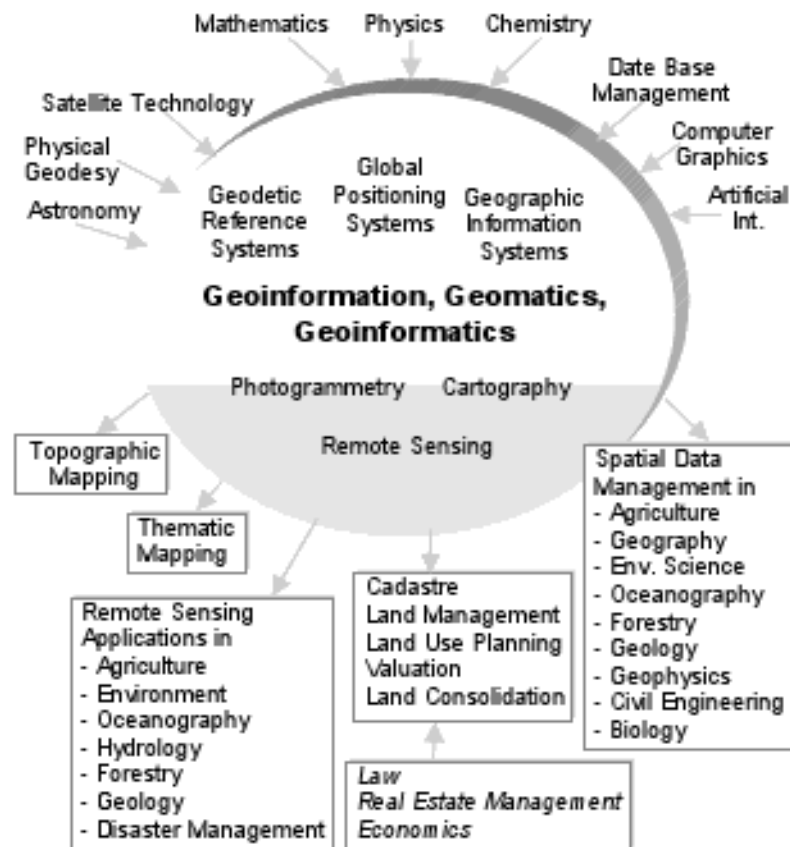 Mathematics Physics Chemistry
Date Base
Management
Satellite Technology
Computer
Graphics
Physical
Geodesy
Artificial
Int.
Astronomy
Geodetic
Reference
Systems
Global
Positioning
Systems
Geographic
Information
Systems
Geoinformation, Geomatics,
Geoinformatics
Photogrammetry Cartography
Remote Sensing
Topographic
Mapping
Thematic
Mapping
Remote Sensing
Applications in
- Agriculture
- Environment
- Oceanography
- Hydrology
- Forestry
- Geology
- Disaster Management
Cadastre
Land Management
Land Use Planning
Valuation
Land Consolidation
Law
Real Estate Management
Economics
Spatial Data
Management in
- Agriculture
- Geography
- Env. Science
- Oceanography
- Forestry
- Geology
- Geophysics
- Civil Engineering
- Biology